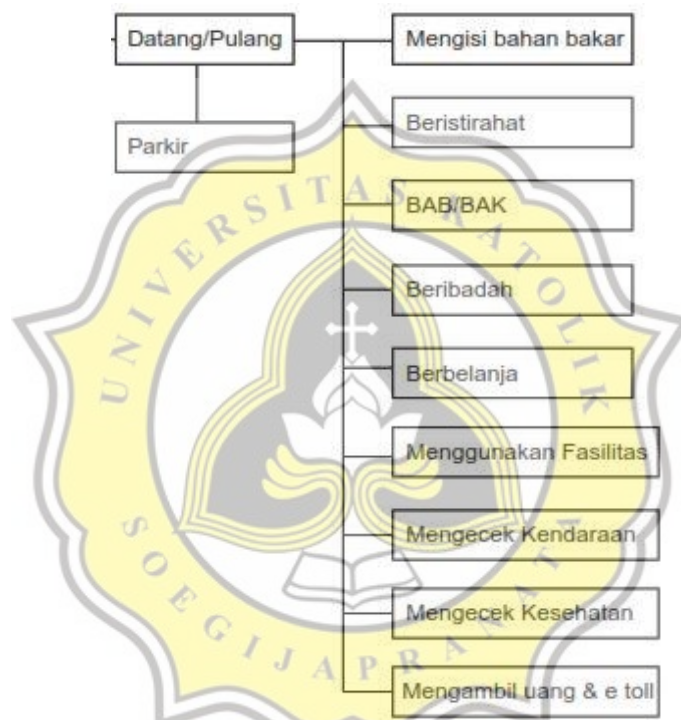 Datang/Pulang
Parkir
Mengisi bahan bakar
Beristirahat
BAB/BAK
Beribadah
Berbelanja
Menggunakan Fasilitas
Mengecek Kendaraan
Mengecek Kesehatan
Mengambil uang & e toll
UNIVERSITAS KATOLIK
SOEGIJAPRANATA